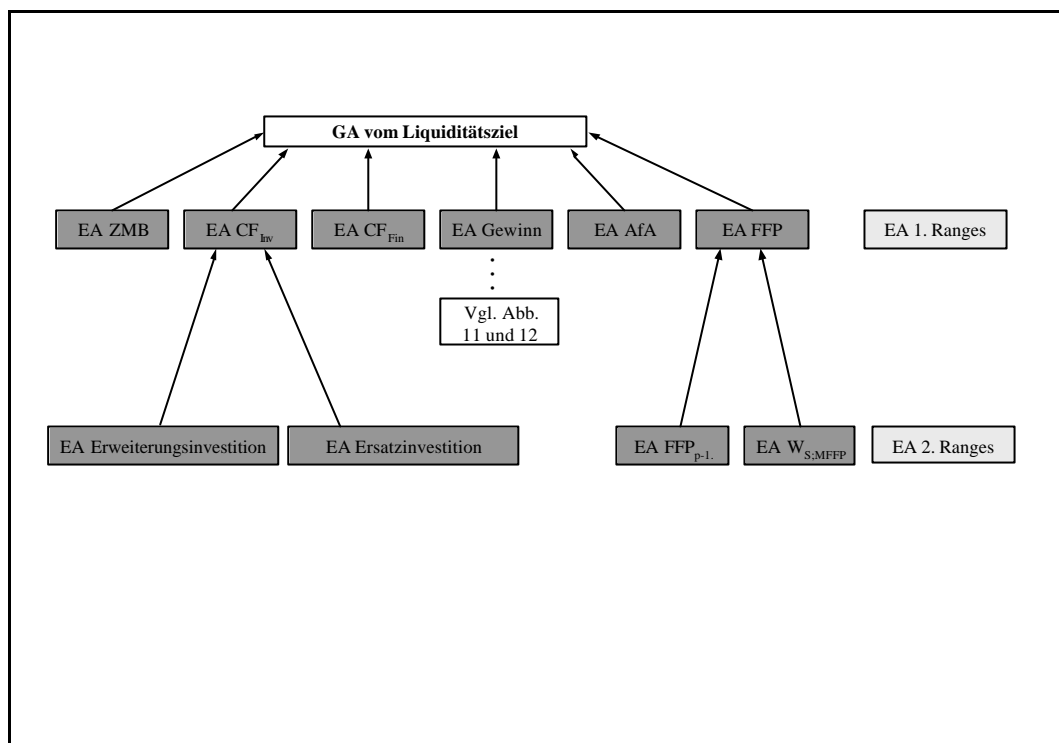 GA vom Liquiditätsziel
EA ZMB
EA CF_Inv
EA CF_Fin
EA Gewinn
EA AfA
EA FFP
EA 1. Ranges
Vgl. Abb.
11 und 12
EA Erweiterungsinvestition
EA Ersatzinvestition
EA FFP_p-1.
EA W_S;MFFP
EA 2. Ranges